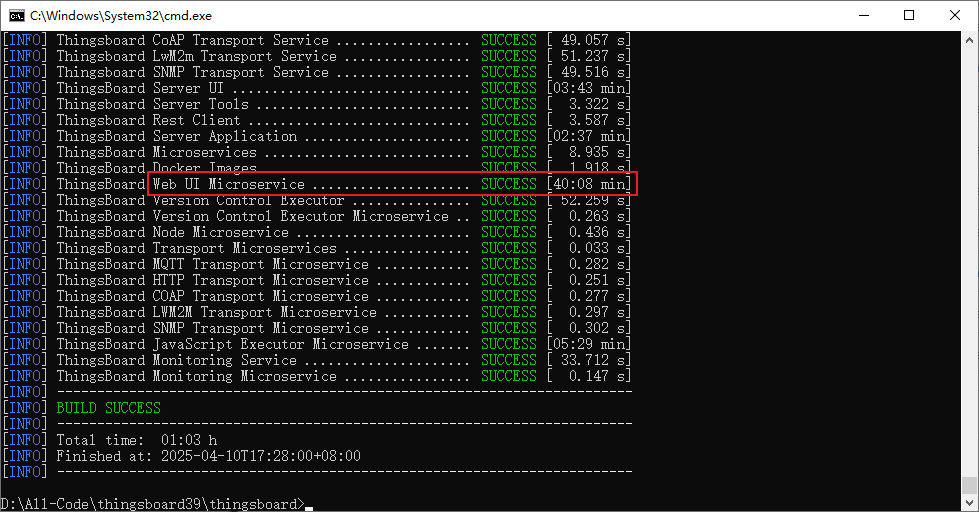 C:\Windows\System32\cmd.exe
[INFO] Thingsboard CoAP Transport Service ................. SUCCESS [ 49.057 s]
[INFO] ThingsBoard LwM2m Transport Service ................ SUCCESS [ 51.237 s]
[INFO] Thingsboard SNMP Transport Service ................. SUCCESS [ 49.516 s]
[INFO] ThingsBoard Server UI .............................. SUCCESS [03:43 min]
[INFO] ThingsBoard Server Tools ........................... SUCCESS [  3.322 s]
[INFO] ThingsBoard Rest Client ............................ SUCCESS [  3.587 s]
[INFO] ThingsBoard Server Application ..................... SUCCESS [02:37 min]
[INFO] ThingsBoard Microservices .......................... SUCCESS [  8.935 s]
[INFO] ThingsBoard Docker Images .......................... SUCCESS [  1.918 s]
[INFO] ThingsBoard Web UI Microservice .................... SUCCESS [40:08 min]
[INFO] ThingsBoard Version Control Executor ............... SUCCESS [ 52.259 s]
[INFO] ThingsBoard Version Control Executor Microservice .. SUCCESS [  0.263 s]
[INFO] ThingsBoard Node Microservice ...................... SUCCESS [  0.436 s]
[INFO] ThingsBoard Transport Microservices ................ SUCCESS [  0.033 s]
[INFO] ThingsBoard MQTT Transport Microservice ............ SUCCESS [  0.282 s]
[INFO] ThingsBoard HTTP Transport Microservice ............ SUCCESS [  0.251 s]
[INFO] ThingsBoard COAP Transport Microservice ............ SUCCESS [  0.277 s]
[INFO] ThingsBoard LWM2M Transport Microservice ........... SUCCESS [  0.297 s]
[INFO] ThingsBoard SNMP Transport Microservice ............ SUCCESS [  0.302 s]
[INFO] ThingsBoard JavaScript Executor Microservice ....... SUCCESS [05:29 min]
[INFO] ThingsBoard Monitoring Service ..................... SUCCESS [ 33.712 s]
[INFO] ThingsBoard Monitoring Microservice ................ SUCCESS [  0.147 s]
[INFO] ------------------------------------------------------------------------
[INFO] BUILD SUCCESS
[INFO] ------------------------------------------------------------------------
[INFO] Total time:  01:03 h
[INFO] Finished at: 2025-04-10T17:28:00+08:00
[INFO] ------------------------------------------------------------------------
D:\All-Code\thingsboard39\thingsboard>